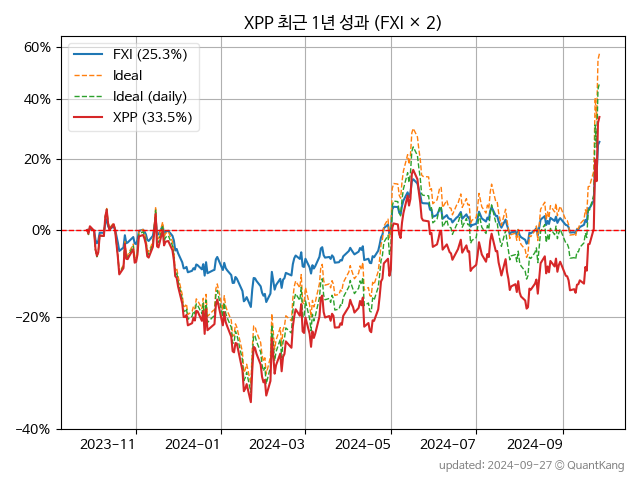 XPP 최근 1년 성과 (FXI × 2)
FXI (25.3%)
Ideal
Ideal (daily)
XPP (33.5%)
60%
40%
20%
0%
−20%
−40%
2023−11
2024−01
2024−03
2024−05
2024−07
2024−09
updated: 2024-09-27 © QuantKang